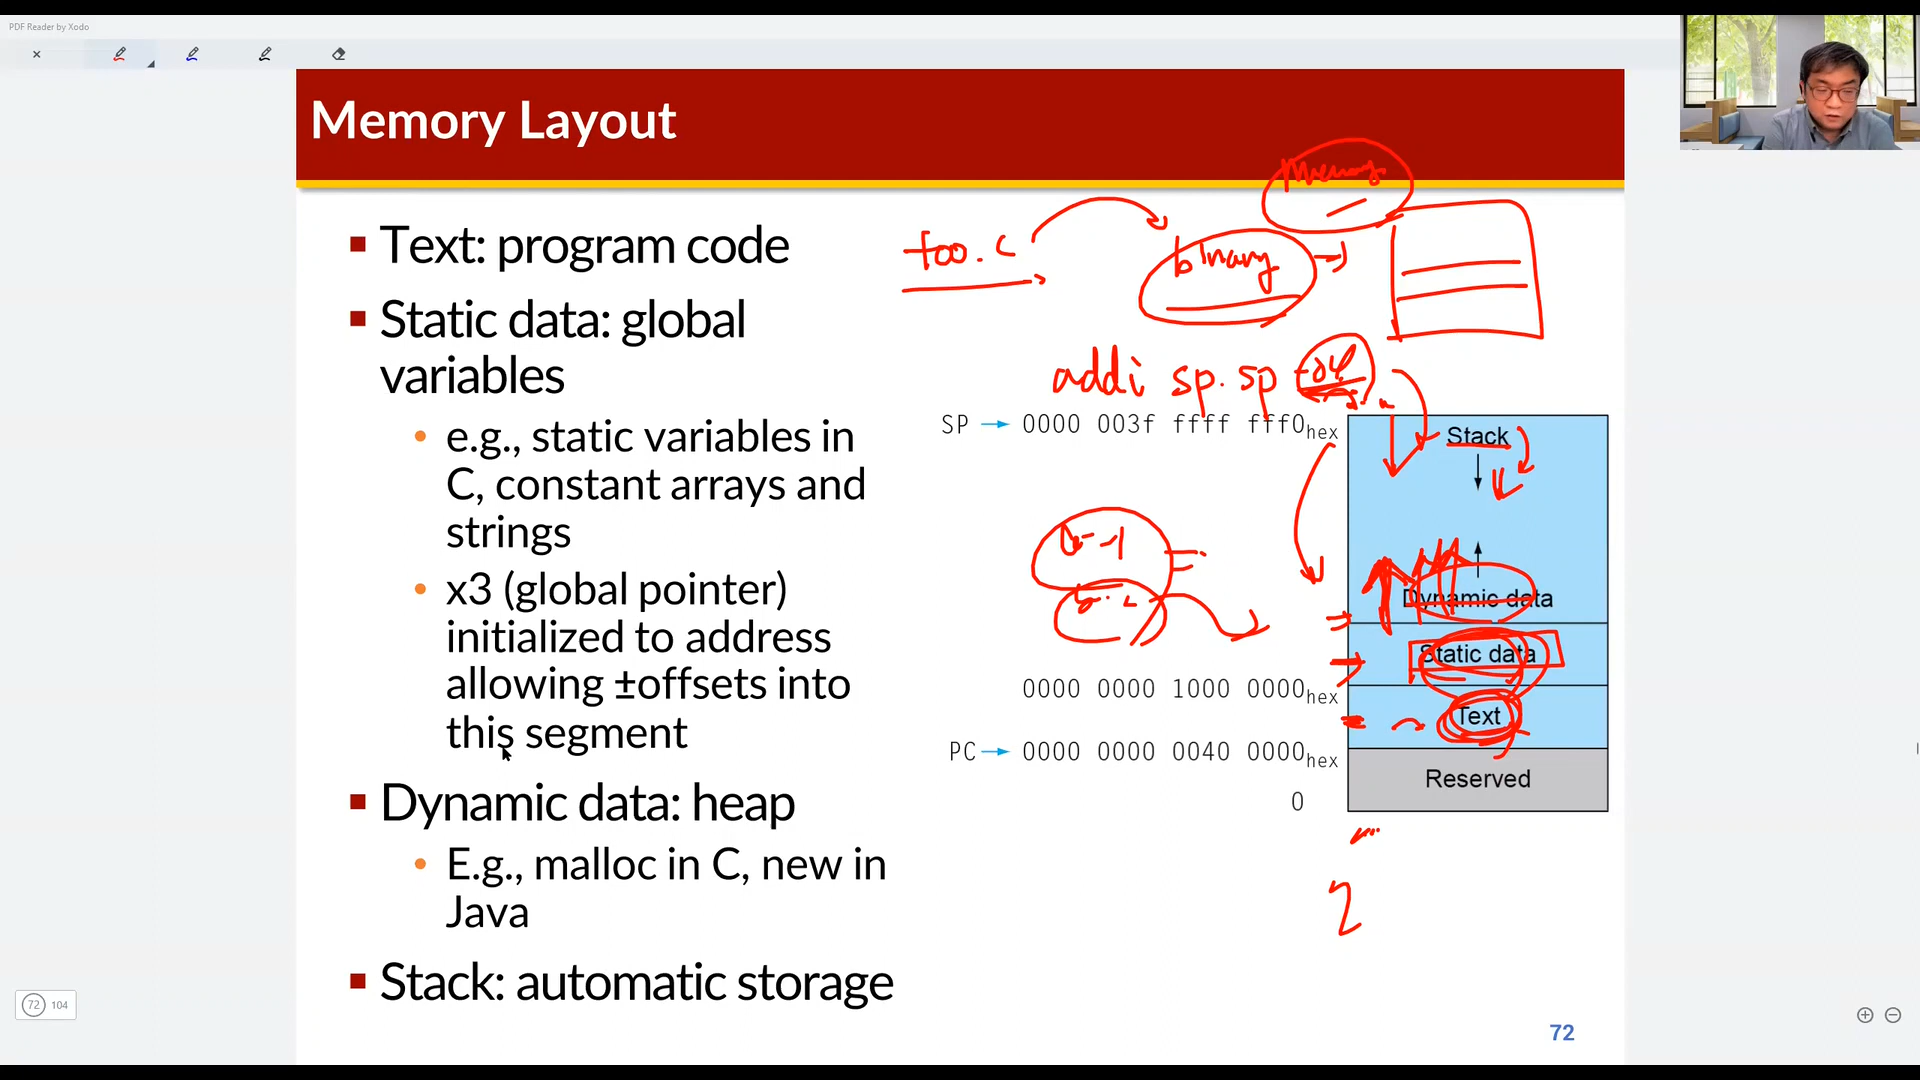 PDF Reader by Xodo
Memory Layout
Memory
Text: program code
foo.c
binary
Static data: global
variables
addi sp. sp
SP → 0000 003f ffff fff0hex
Stack
e.g., static variables in
C, constant arrays and
strings
x3 (global pointer)
initialized to address
allowing ±offsets into
this segment
Dynamic data
Static data
0000 0000 1000 0000hex
Text
PC → 0000 0000 0040 0000hex
Reserved
0
Dynamic data: heap
E.g., malloc in C, new in
Java
2
Stack: automatic storage
72 104
72